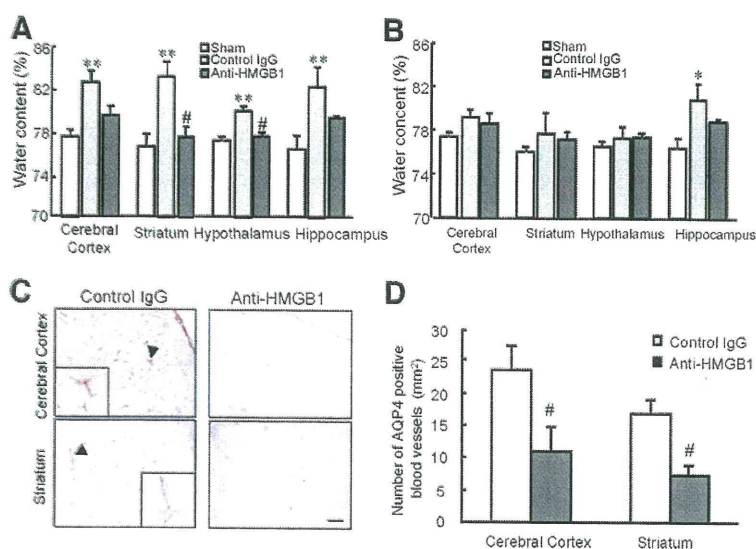 A
Water content (%)
86
82
78
74
70
Sham
Control IgG
Anti-HMGB1
**
**
#
**
#
**
Cerebral
Cortex
Striatum
Hypothalamus
Hippocampus
B
Water concent (%)
86
82
78
74
70
Sham
Control IgG
Anti-HMGB1
*
Cerebral
Cortex
Striatum
Hypothalamus
Hippocampus
C
Control IgG
Anti-HMGB1
Cerebral Cortex
Striatum
D
Number of AQP4 positive
blood vessels (mm²)
30
25
20
15
10
5
0
Control IgG
Anti-HMGB1
#
#
Cerebral Cortex
Striatum